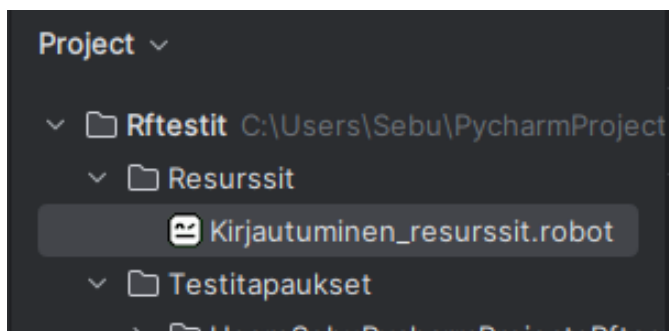 Project
Rftestit C:\Users\Sebu\PycharmProject
Resurssit
Kirjautuminen_resurssit.robot
Testitapaukset